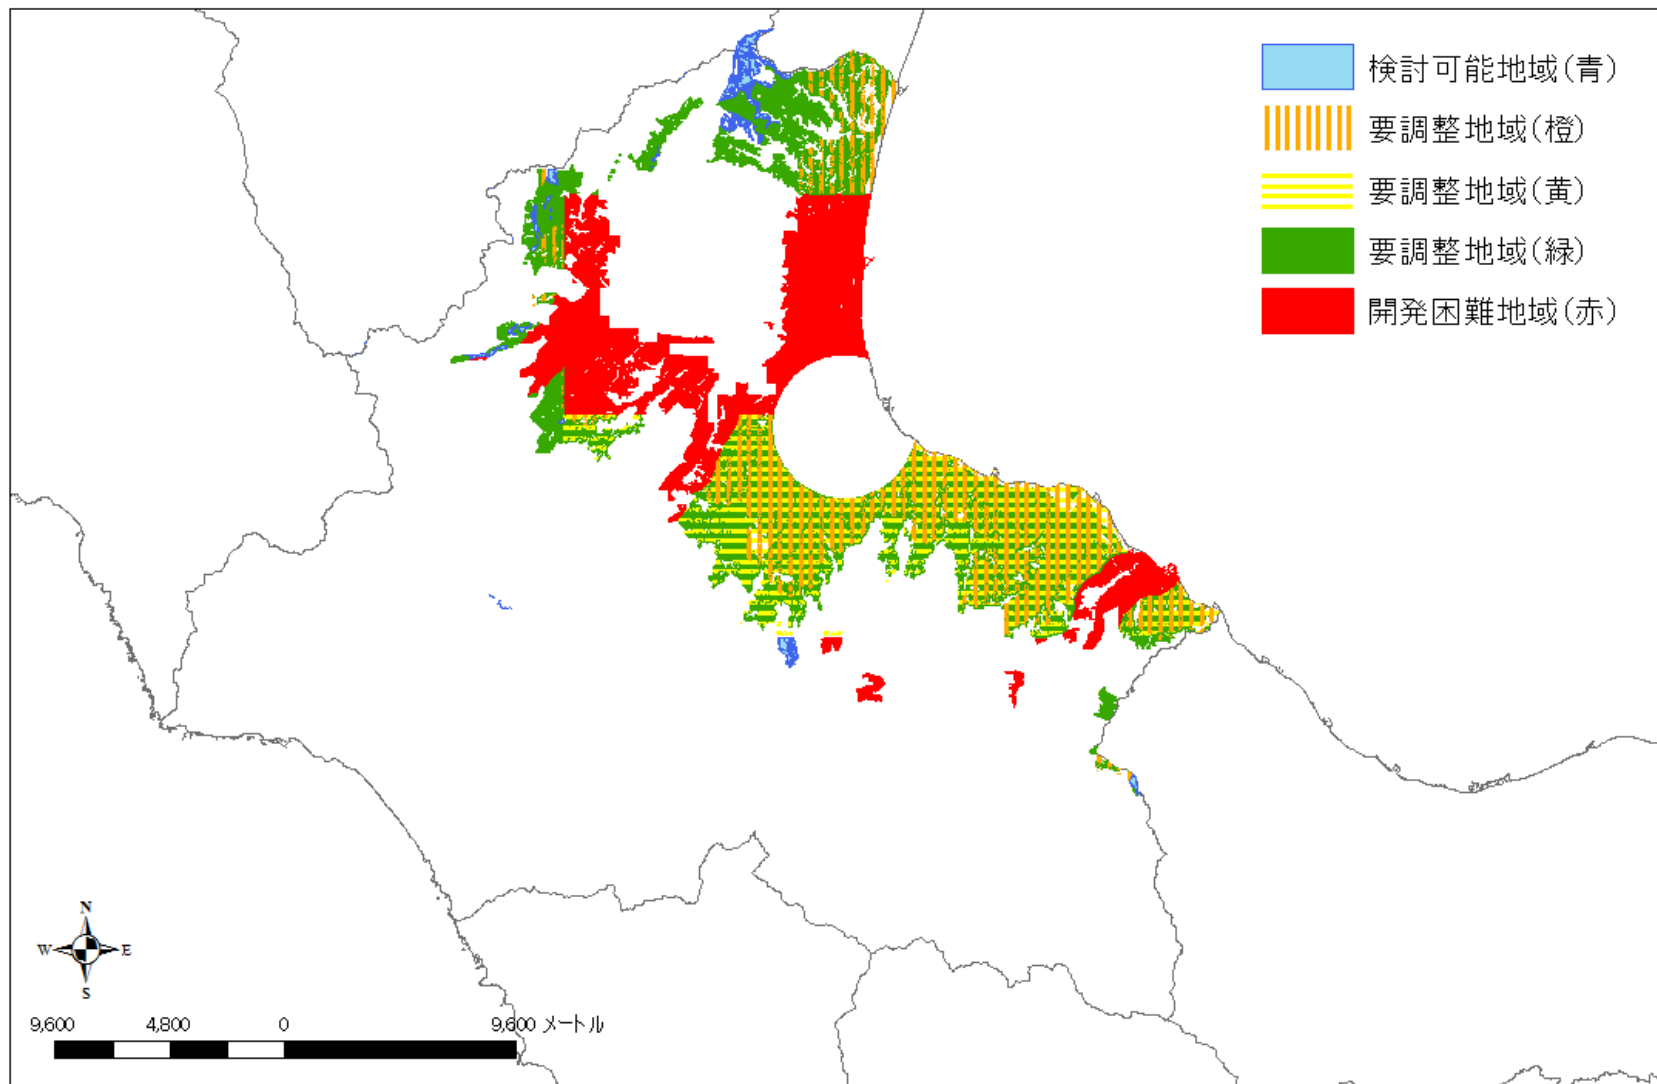 検討可能地域(青)
要調整地域(橙)
要調整地域(黄)
要調整地域(緑)
開発困難地域(赤)
N
W E
S
9,600 4,800 0 9,600 メートル